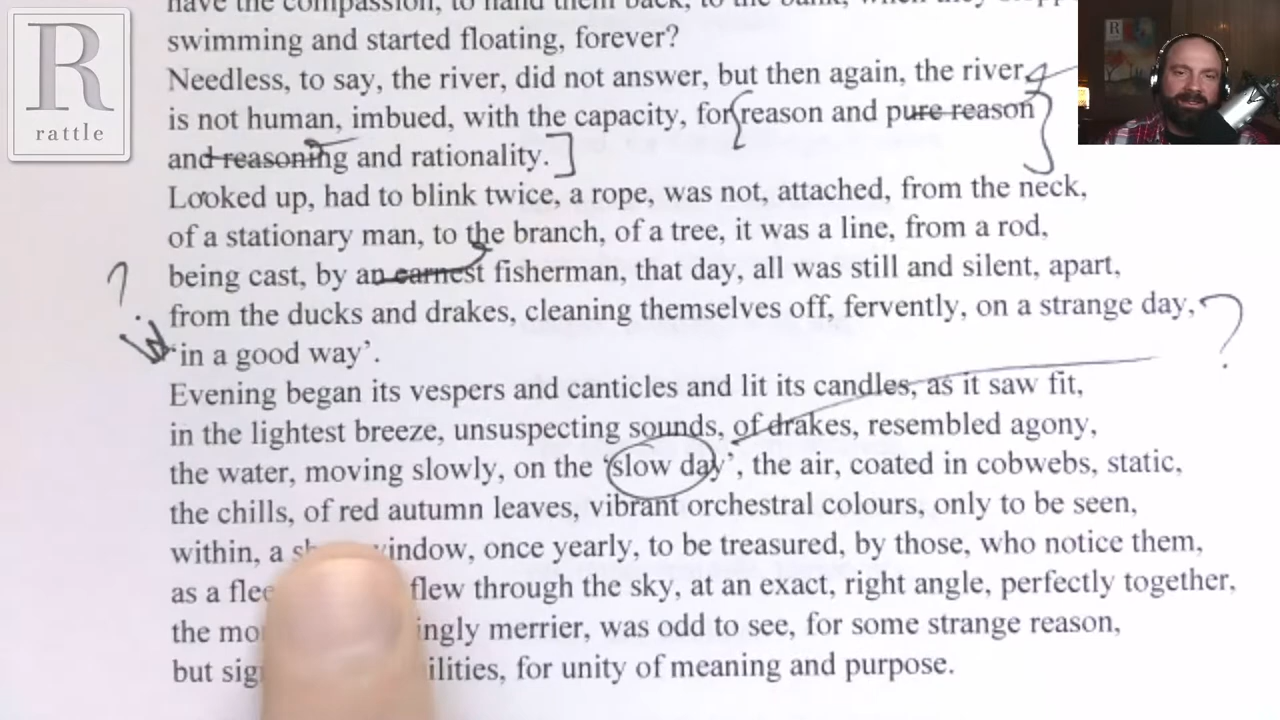 R
rattle
have the compassion, to hand them back, to the bank, when they stopped
swimming and started floating, forever?
Needless, to say, the river, did not answer, but then again, the river,
is not human, imbued, with the capacity, for reason and pure reason
and reasoning and rationality.
Looked up, had to blink twice, a rope, was not, attached, from the neck,
of a stationary man, to the branch, of a tree, it was a line, from a rod,
being cast, by an earnest fisherman, that day, all was still and silent, apart,
?
from the ducks and drakes, cleaning themselves off, fervently, on a strange day,
?
'in a good way'.
Evening began its vespers and canticles and lit its candles, as it saw fit,
in the lightest breeze, unsuspecting sounds, of drakes, resembled agony,
the water, moving slowly, on the 'slow day', the air, coated in cobwebs, static,
the chills, of red autumn leaves, vibrant orchestral colours, only to be seen,
within, a window, once yearly, to be treasured, by those, who notice them,
as a flew through the sky, at an exact, right angle, perfectly together,
the merrier, was odd to see, for some strange reason,
but for unity of meaning and purpose.